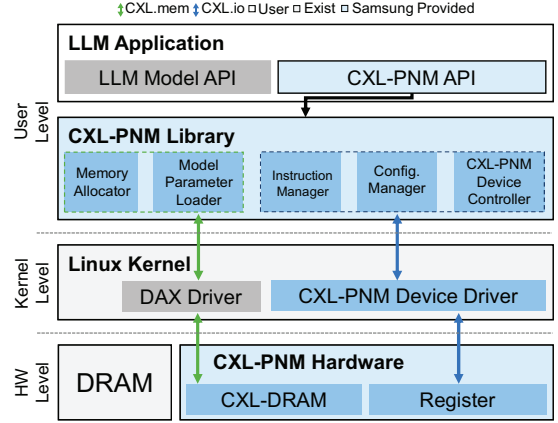 CXL.mem CXL.io User Exist Samsung Provided
LLM Application
LLM Model API
CXL-PNM API
User
Level
CXL-PNM Library
Memory
Allocator
Model
Parameter
Loader
Instruction
Manager
Config.
Manager
CXL-PNM
Device
Controller
Kernel
Level
Linux Kernel
DAX Driver
CXL-PNM Device Driver
HW
Level
DRAM
CXL-PNM Hardware
CXL-DRAM
Register